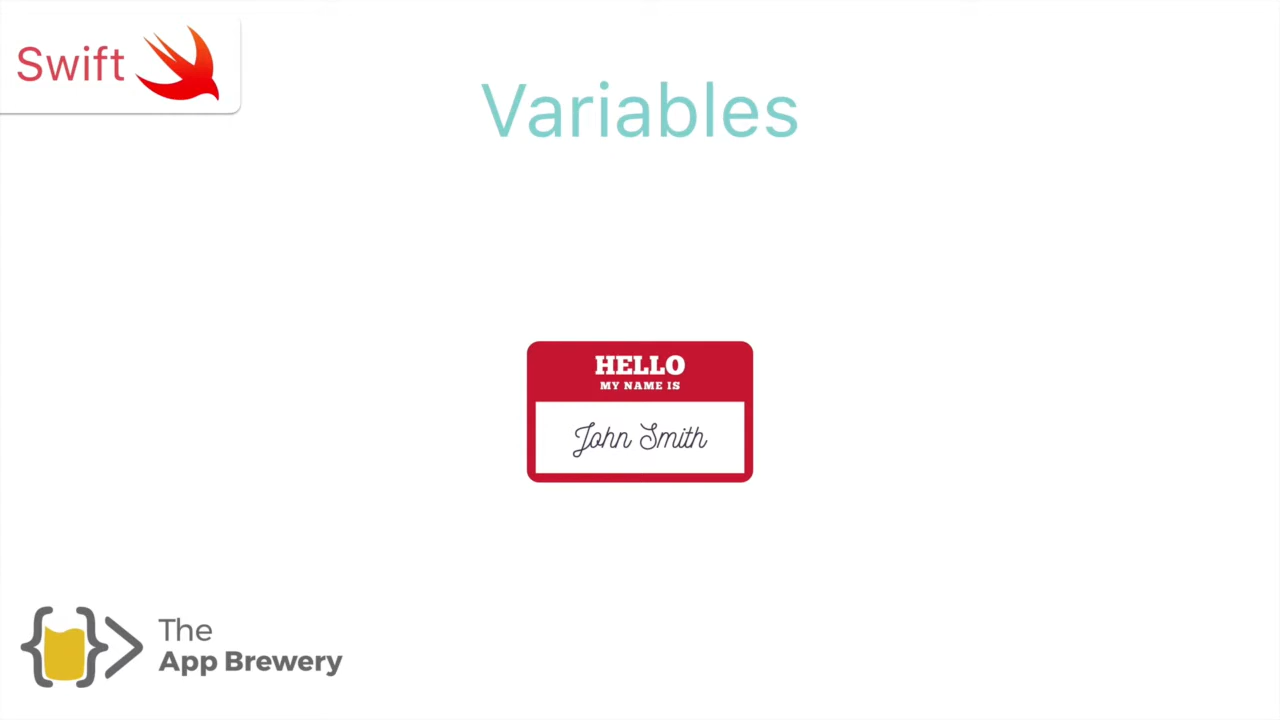 Swift
Variables
HELLO
MY NAME IS
John Smith
The
App Brewery